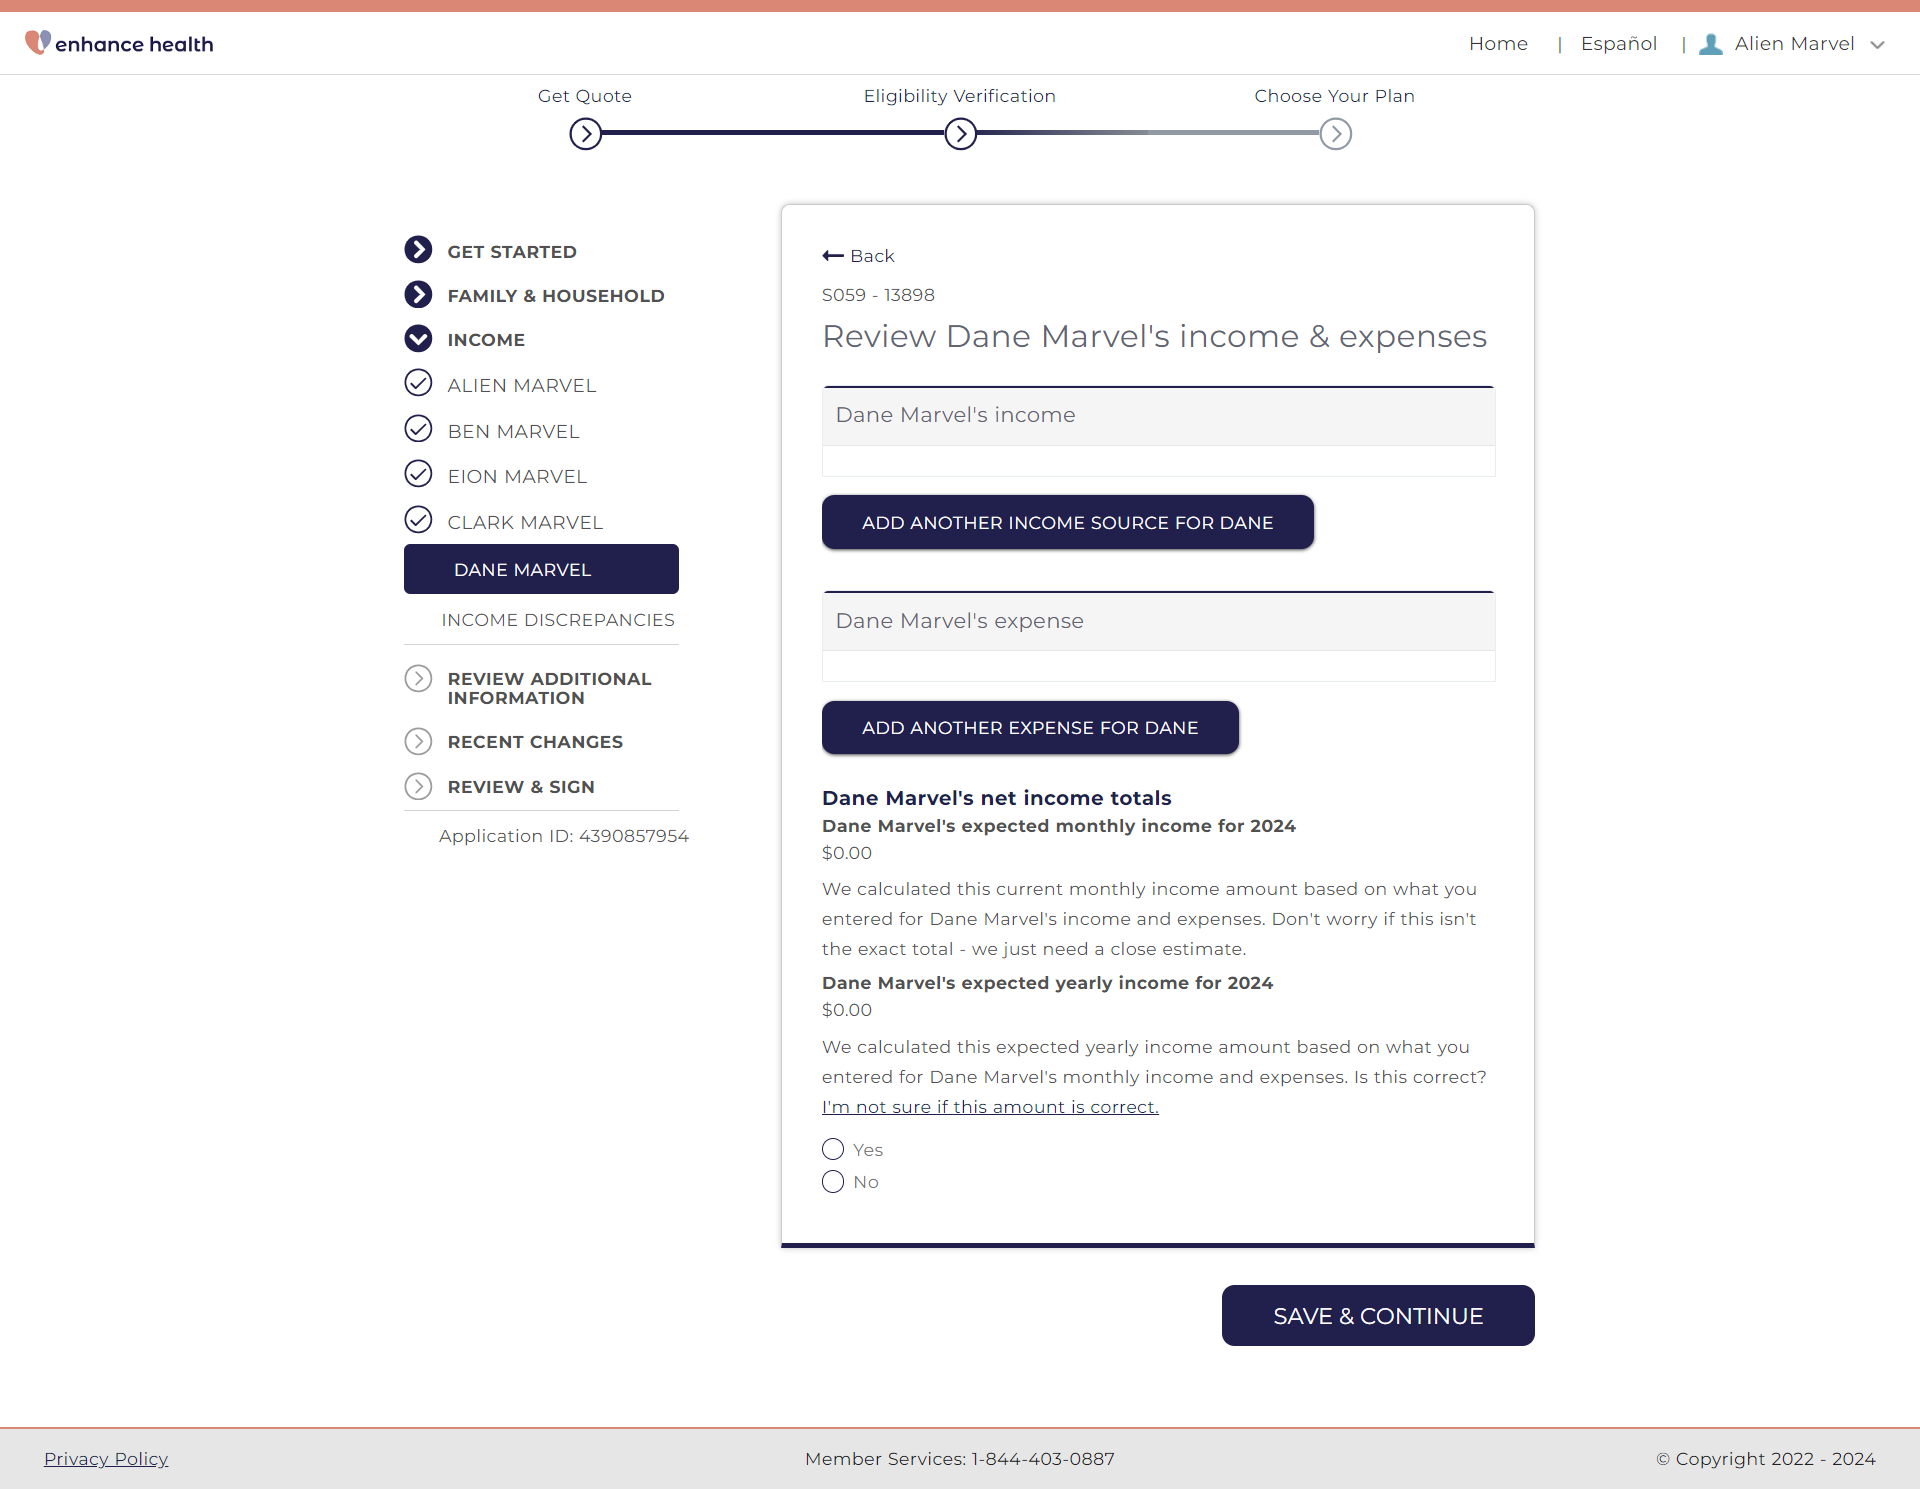 enhance health
Home | Español | Alien Marvel
Get Quote
Eligibility Verification
Choose Your Plan
GET STARTED
FAMILY & HOUSEHOLD
INCOME
ALIEN MARVEL
BEN MARVEL
EION MARVEL
CLARK MARVEL
DANE MARVEL
INCOME DISCREPANCIES
REVIEW ADDITIONAL
INFORMATION
RECENT CHANGES
REVIEW & SIGN
Application ID: 4390857954
Back
S059 - 13898
Review Dane Marvel's income & expenses
Dane Marvel's income
ADD ANOTHER INCOME SOURCE FOR DANE
Dane Marvel's expense
ADD ANOTHER EXPENSE FOR DANE
Dane Marvel's net income totals
Dane Marvel's expected monthly income for 2024
$0.00
We calculated this current monthly income amount based on what you
entered for Dane Marvel's income and expenses. Don't worry if this isn't
the exact total - we just need a close estimate.
Dane Marvel's expected yearly income for 2024
$0.00
We calculated this expected yearly income amount based on what you
entered for Dane Marvel's monthly income and expenses. Is this correct?
I'm not sure if this amount is correct.
Yes
No
SAVE & CONTINUE
Privacy Policy
Member Services: 1-844-403-0887
© Copyright 2022 - 2024